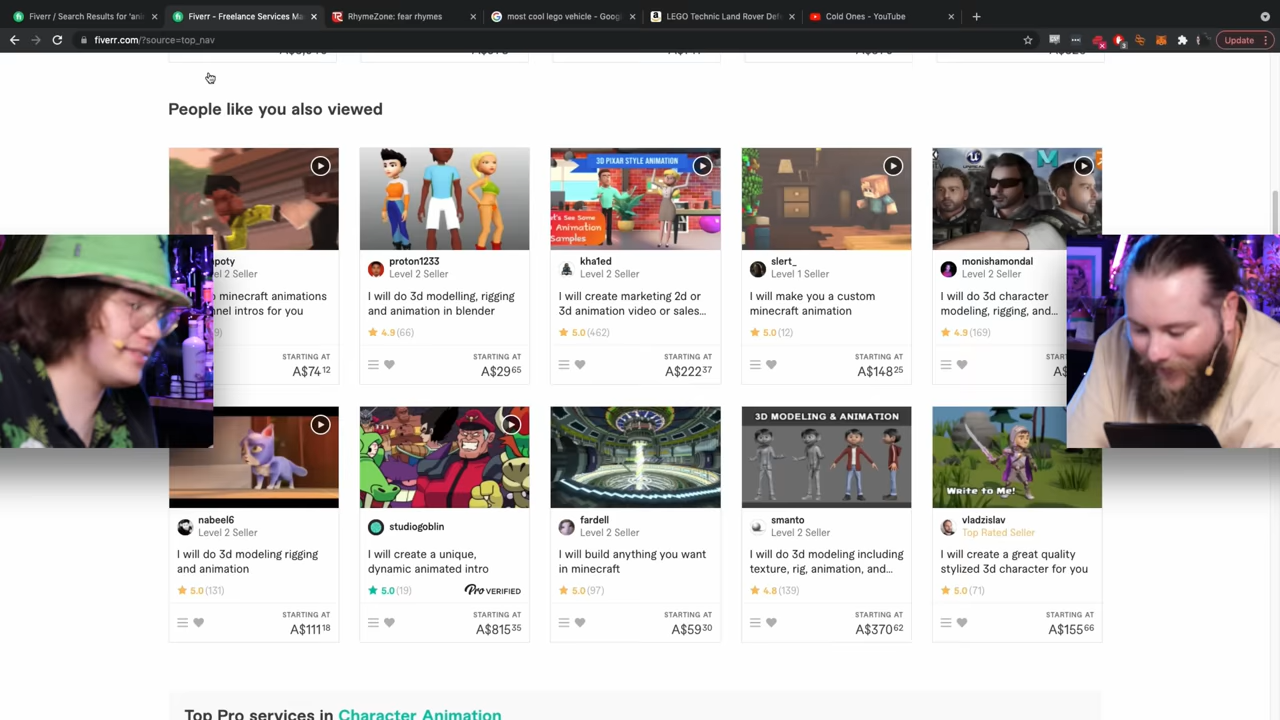 Fiverr / Search Results for 'ani
Fiverr - Freelance Services Ma
RhymeZone: fear rhymes
most cool lego vehicle - Goog
LEGO Technic Land Rover Def
Cold Ones - YouTube
fiverr.com/?source=top_nav
Update
People like you also viewed
3D PIXAR STYLE ANIMATION
Let's See Some
Animation
Samples
poty
Level 2 Seller
minecraft animations
nel intros for you
STARTING AT
A$74 12
proton1233
Level 2 Seller
I will do 3d modelling, rigging
and animation in blender
4.9 (66)
STARTING AT
A$29 65
kha1ed
Level 2 Seller
I will create marketing 2d or
3d animation video or sales...
5.0 (462)
STARTING AT
A$222 37
slert_
Level 1 Seller
I will make you a custom
minecraft animation
5.0 (12)
STARTING AT
A$148 25
monishamondal
Level 2 Seller
I will do 3d character
modeling, rigging, and...
4.9 (169)
nabeel6
Level 2 Seller
I will do 3d modeling rigging
and animation
5.0 (131)
STARTING AT
A$111 18
studiogoblin
I will create a unique,
dynamic animated intro
5.0 (19)
Pro VERIFIED
STARTING AT
A$815 35
fardell
Level 2 Seller
I will build anything you want
in minecraft
5.0 (97)
STARTING AT
A$59 30
3D MODELING & ANIMATION
smanto
Level 2 Seller
I will do 3d modeling including
texture, rig, animation, and...
4.8 (139)
STARTING AT
A$370 62
Write to Me!
vladzislav
Top Rated Seller
I will create a great quality
stylized 3d character for you
5.0 (71)
STARTING AT
A$155 66
Top Pro services in Character Animation